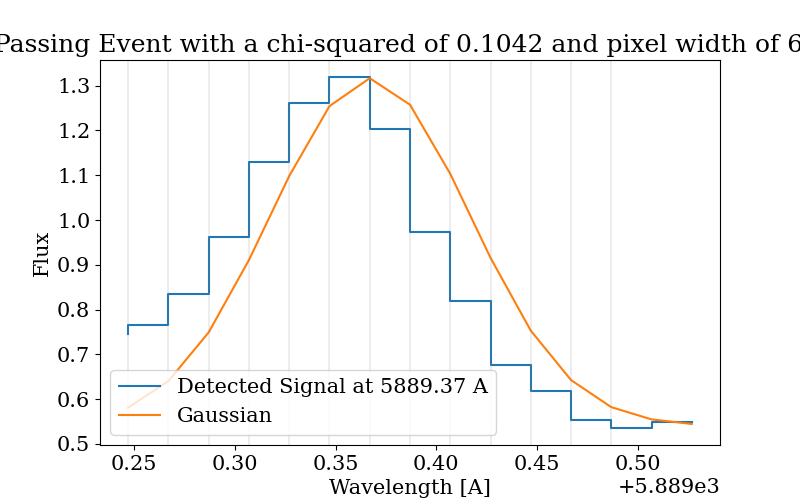 Passing Event with a chi-squared of 0.1042 and pixel width of 6
Flux
1.3
1.2
1.1
1.0
0.9
0.8
0.7
0.6
0.5
Detected Signal at 5889.37 A
Gaussian
0.25 0.30 0.35 0.40 0.45 0.50
Wavelength [A]
+5.889e3